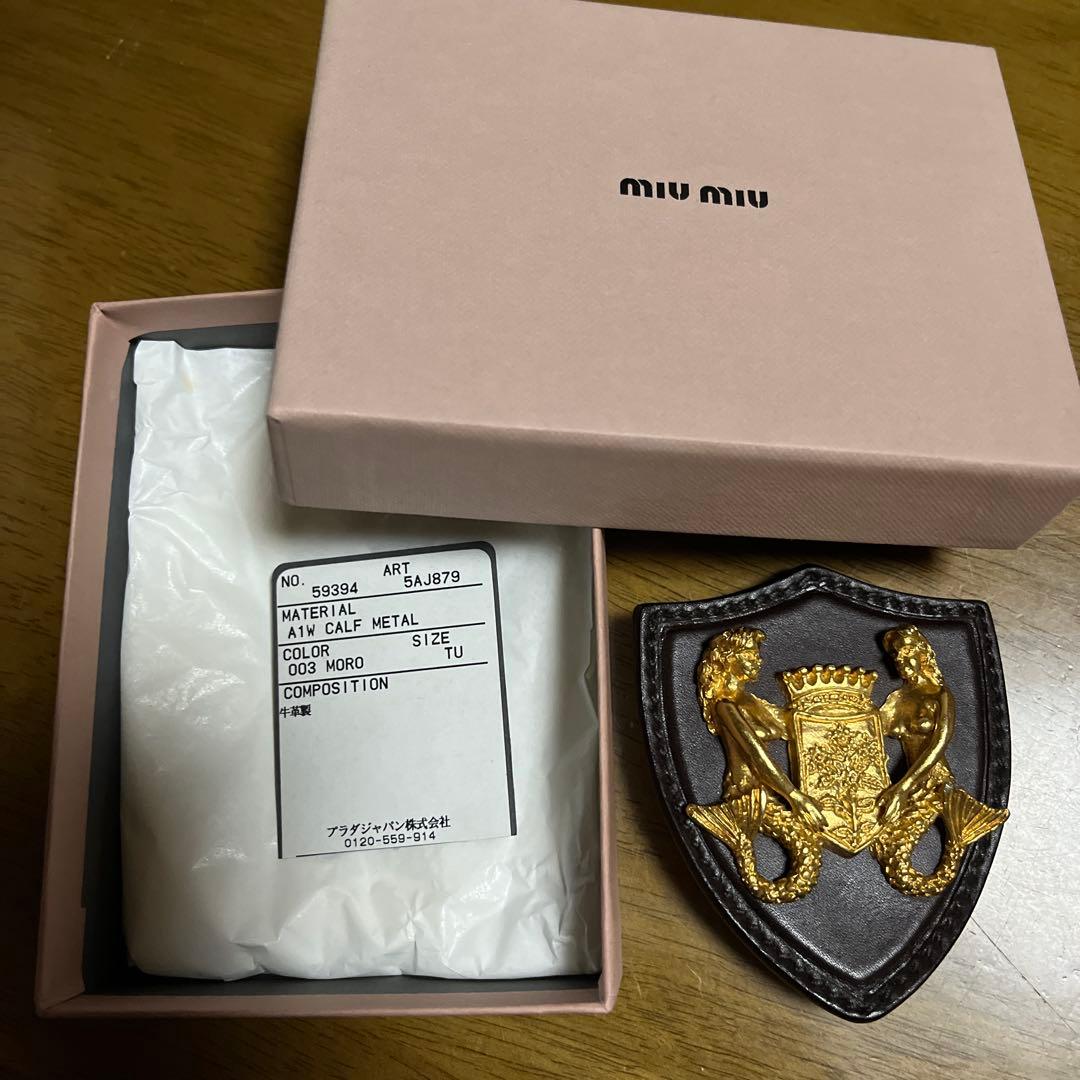 miu miu
NO. ART
59394 5AJ879
MATERIAL
A1W CALF METAL
COLOR SIZE
003 MORO TU
COMPOSITION
牛革製
プラダジャパン株式会社
0120-559-914